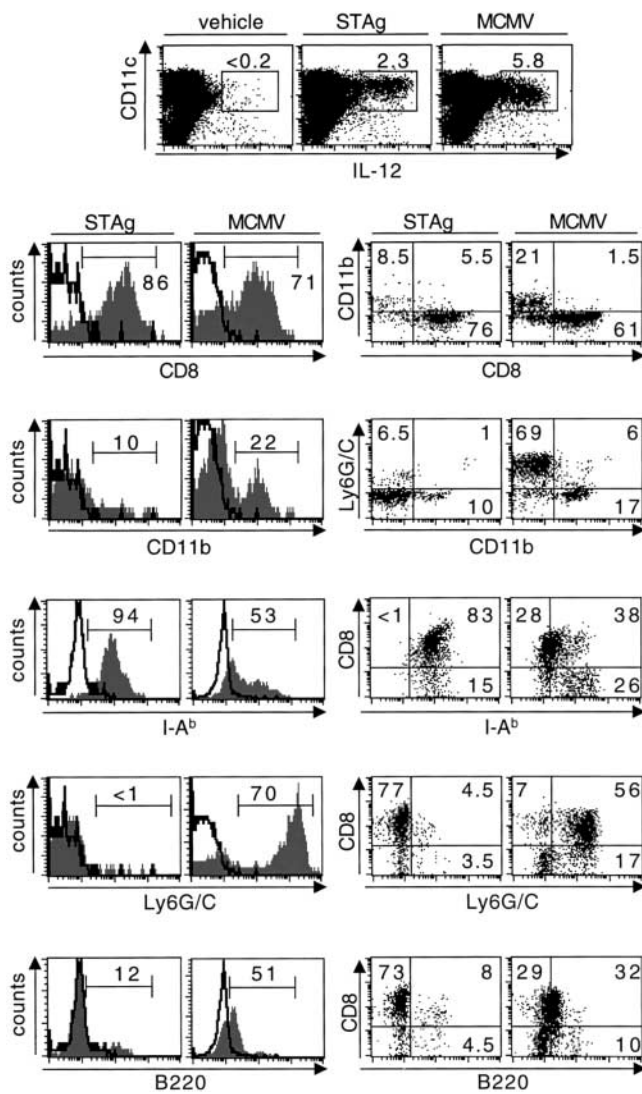 vehicle STAg MCMV
CD11c
<0.2 2.3 5.8
IL-12
STAg MCMV STAg MCMV
counts 86 71 CD11b 8.5 5.5 21 1.5
76 61
CD8 CD8
counts 10 22 Ly6G/C 6.5 1 69 6
10 17
CD11b CD11b
counts 94 53 CD8 <1 83 28 38
15 26
I-Aᵇ I-Aᵇ
counts <1 70 CD8 77 4.5 7 56
3.5 17
Ly6G/C Ly6G/C
counts 12 51 CD8 73 8 29 32
4.5 10
B220 B220